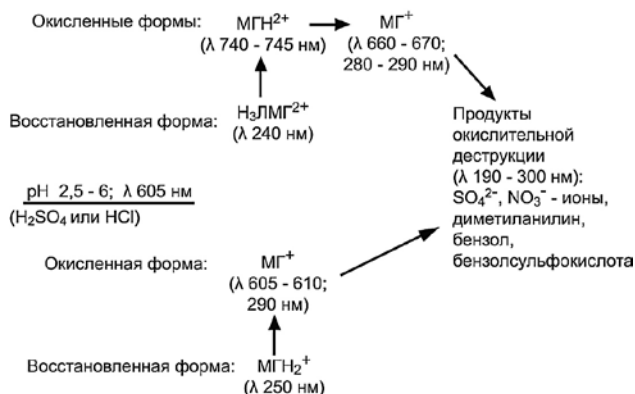 Окисленные формы: МГН²⁺ МГ⁺
(λ 740 - 745 нм) (λ 660 - 670;
280 - 290 нм)
Восстановленная форма: Н₃ЛМГ²⁺
(λ 240 нм)
Продукты
окислительной
деструкции
(λ 190 - 300 нм):
SO₄²⁻, NO₃⁻ - ионы,
диметиланилин,
бензол,
бензолсульфокислота
pH 2,5 - 6; λ 605 нм
(H₂SO₄ или HCl)
Окисленная форма: МГ⁺
(λ 605 - 610;
290 нм)
Восстановленная форма: МГН₂⁺
(λ 250 нм)